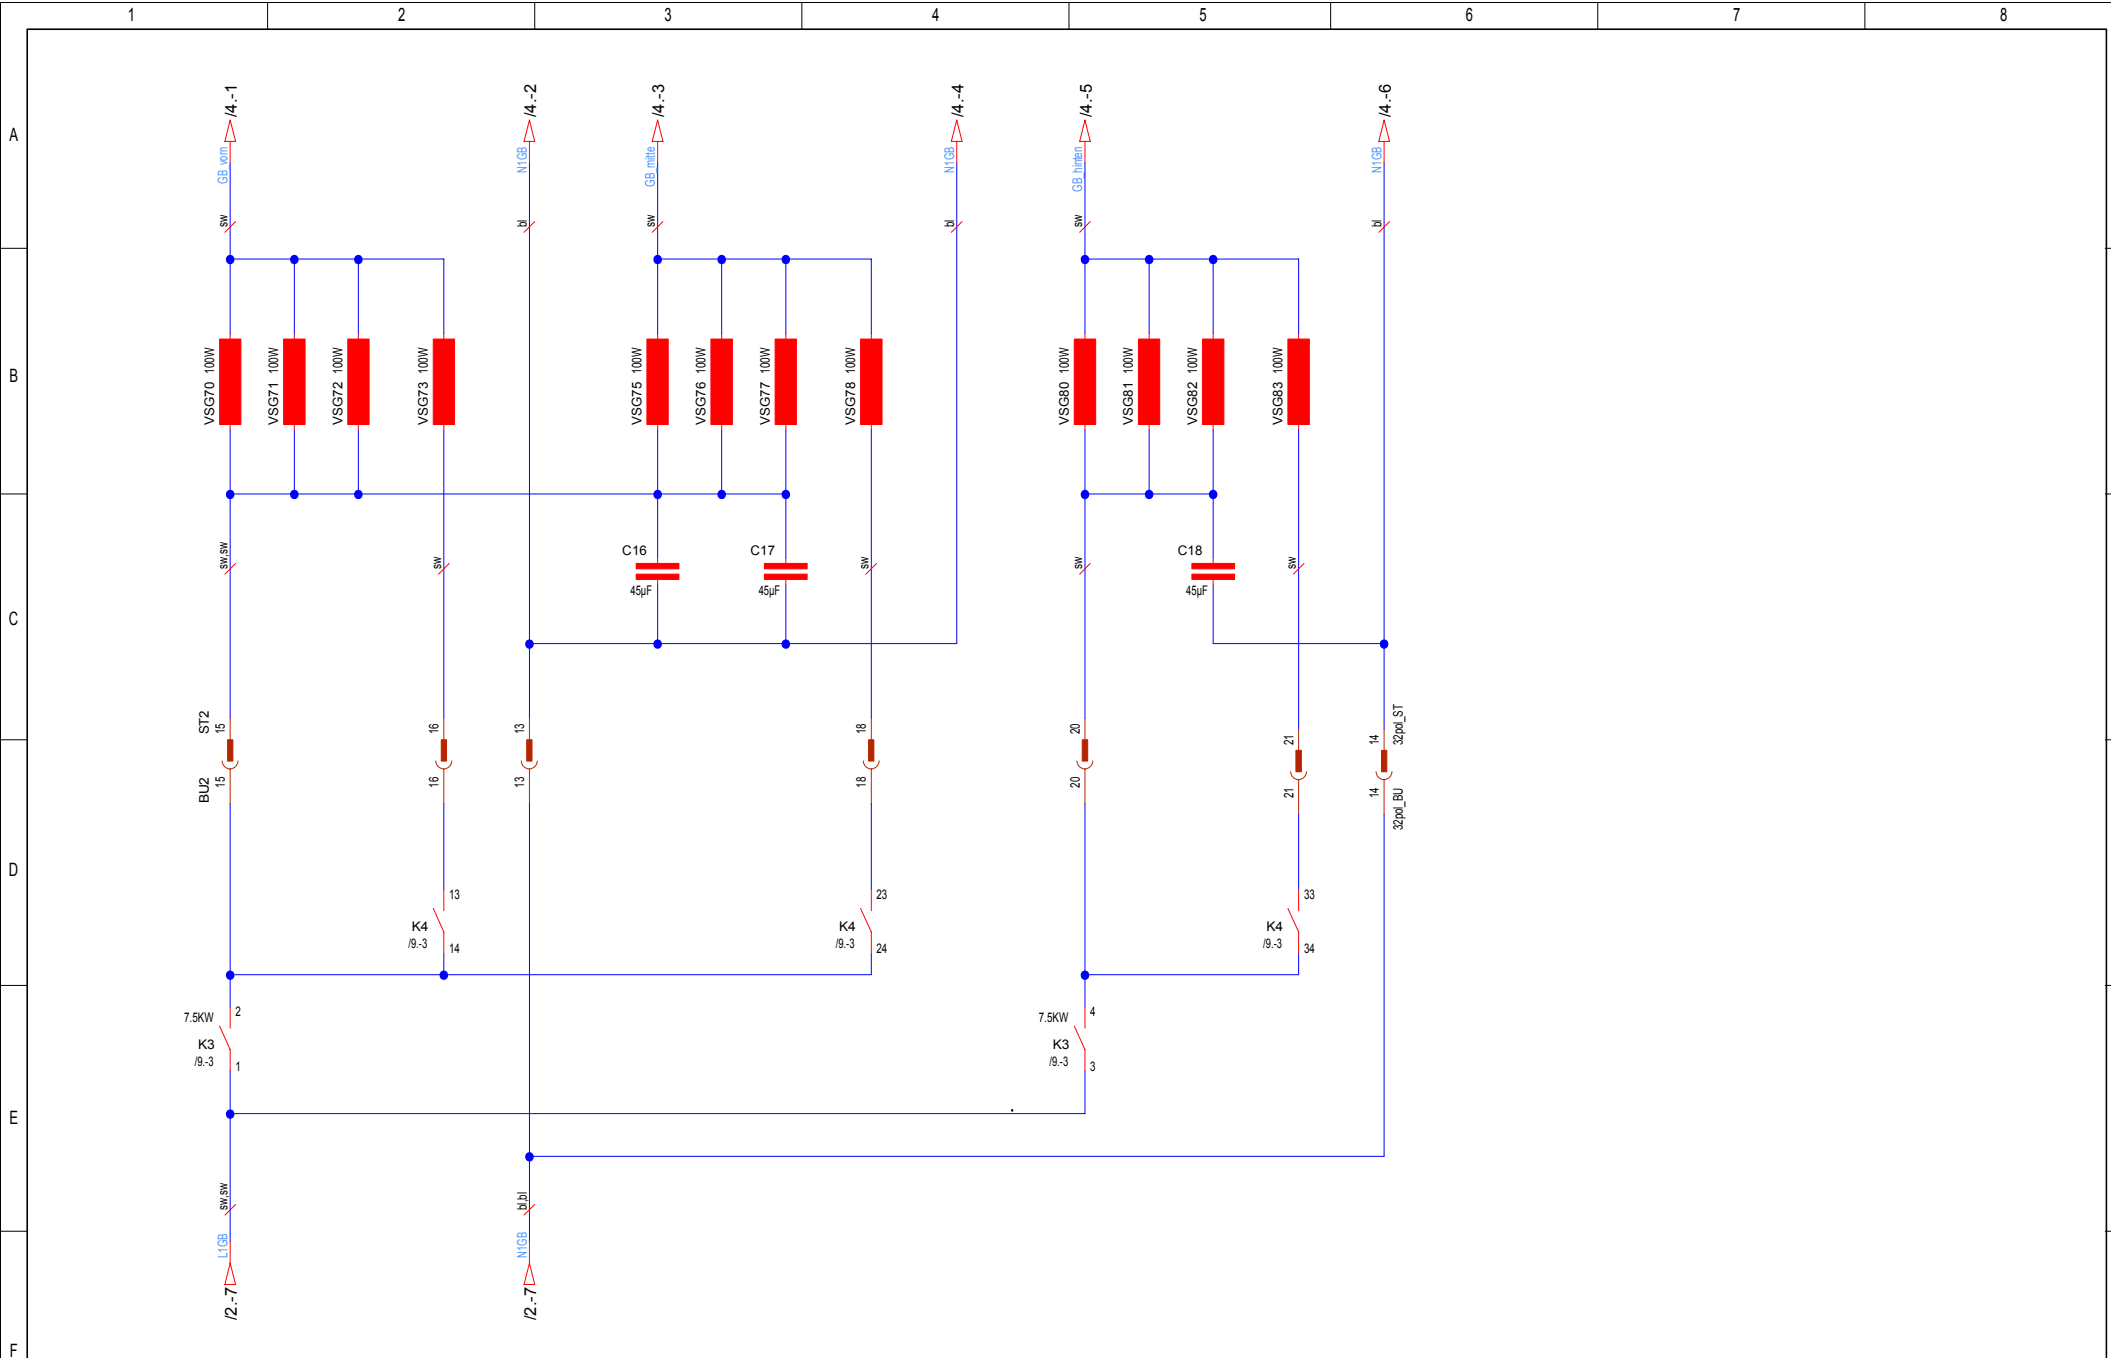 1 2 3 4 5 6 7 8
A
/4.-1 /4.-2 /4.-3 /4.-4 /4.-5 /4.-6
GB vorn N1GB GB mitte N1GB GB hinten N1GB
sw bl sw bl sw bl
B
VSG70 100W VSG71 100W VSG72 100W VSG73 100W VSG75 100W VSG76 100W VSG77 100W VSG78 100W VSG80 100W VSG81 100W VSG82 100W VSG83 100W
C16 C17 C18
sw,sw sw sw sw sw
45µF 45µF 45µF
C
ST2 15 16 13 18 20 21 14 32pol_ST
BU2 15 16 13 18 20 21 14 32pol_BU
D
13 23 33
K4 K4 K4
/9.-3 /9.-3 /9.-3
14 24 34
2 4
7.5KW 7.5KW
K3 K3
/9.-3 /9.-3
1 3
E
sw,sw bl,bl
L1GB N1GB
/2.-7 /2.-7
F